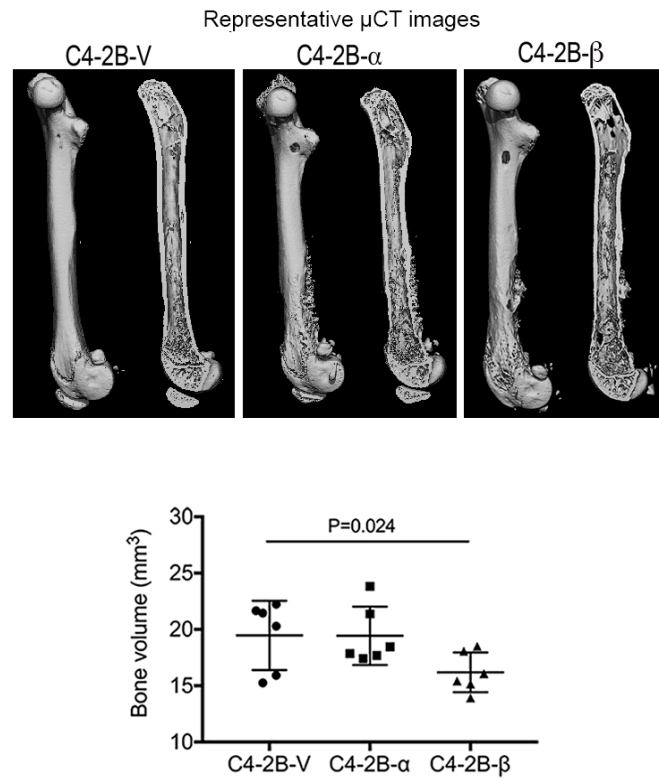 Representative µCT images
C4-2B-V C4-2B-α C4-2B-β
30
25
20
15
10
Bone volume (mm³)
P=0.024
C4-2B-V C4-2B-α C4-2B-β